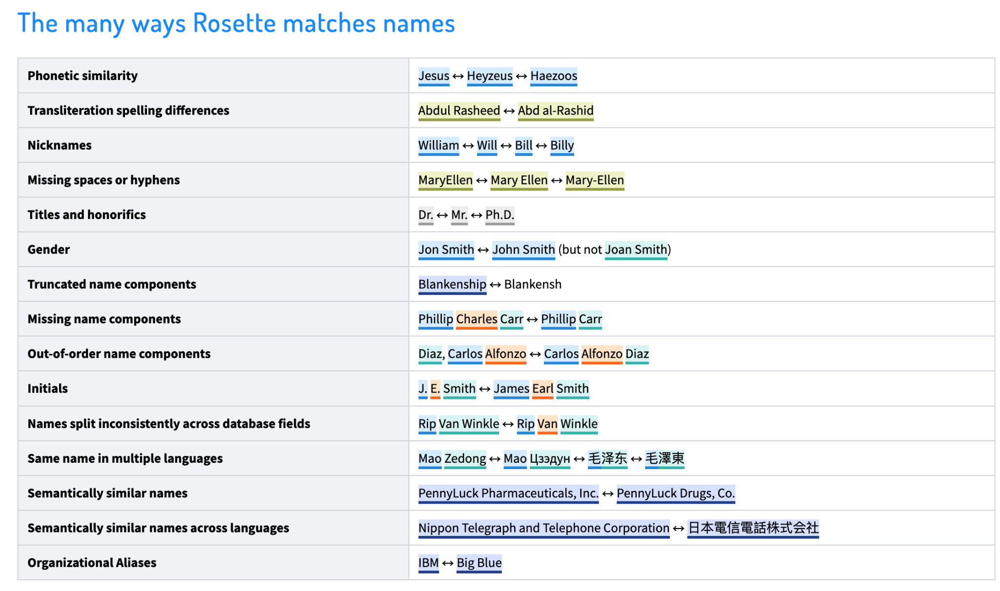 The many ways Rosette matches names
Phonetic similarity Jesus ↔ Heyzeus ↔ Haezoos
Transliteration spelling differences Abdul Rasheed ↔ Abd al-Rashid
Nicknames William ↔ Will ↔ Bill ↔ Billy
Missing spaces or hyphens MaryEllen ↔ Mary Ellen ↔ Mary-Ellen
Titles and honorifics Dr. ↔ Mr. ↔ Ph.D.
Gender Jon Smith ↔ John Smith (but not Joan Smith)
Truncated name components Blankenship ↔ Blankensh
Missing name components Phillip Charles Carr ↔ Phillip Carr
Out-of-order name components Diaz, Carlos Alfonzo ↔ Carlos Alfonzo Diaz
Initials J. E. Smith ↔ James Earl Smith
Names split inconsistently across database fields Rip Van Winkle ↔ Rip Van Winkle
Same name in multiple languages Mao Zedong ↔ Мао Цзэдун ↔ 毛泽东 ↔ 毛澤東
Semantically similar names PennyLuck Pharmaceuticals, Inc. ↔ PennyLuck Drugs, Co.
Semantically similar names across languages Nippon Telegraph and Telephone Corporation ↔ 日本電信電話株式会社
Organizational Aliases IBM ↔ Big Blue